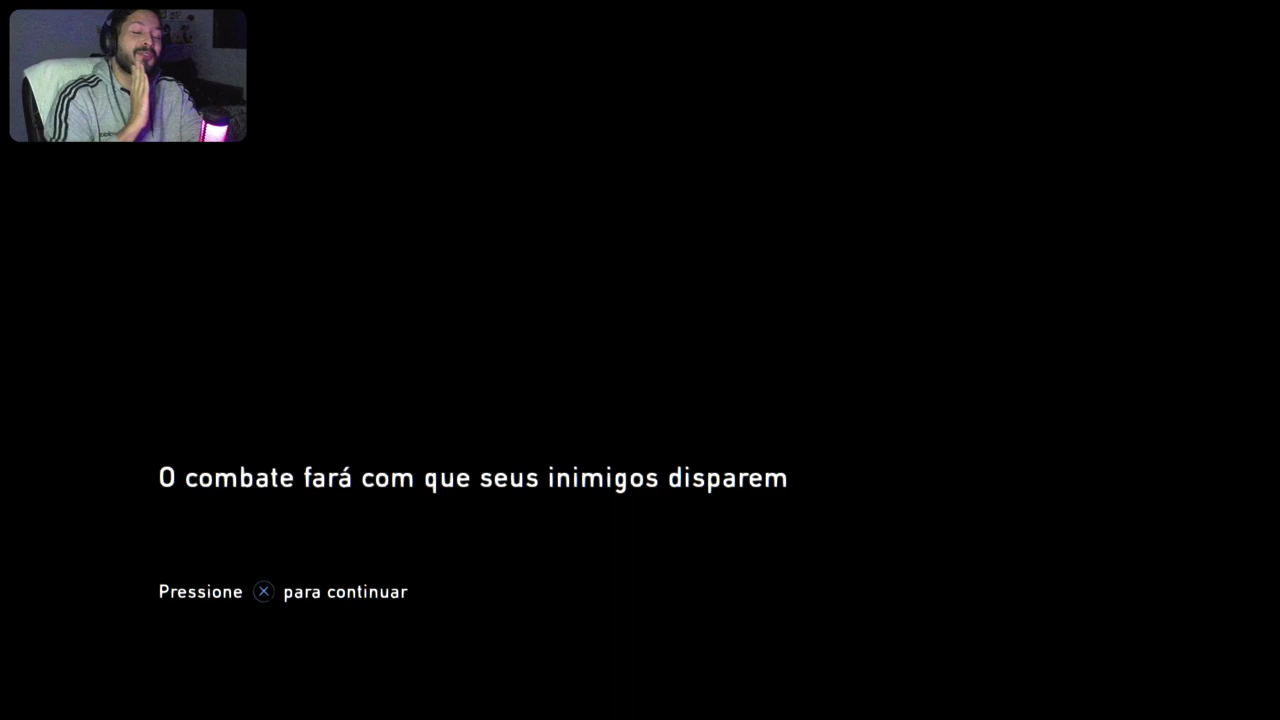 O combate fará com que seus inimigos disparem
Pressione ✕ para continuar